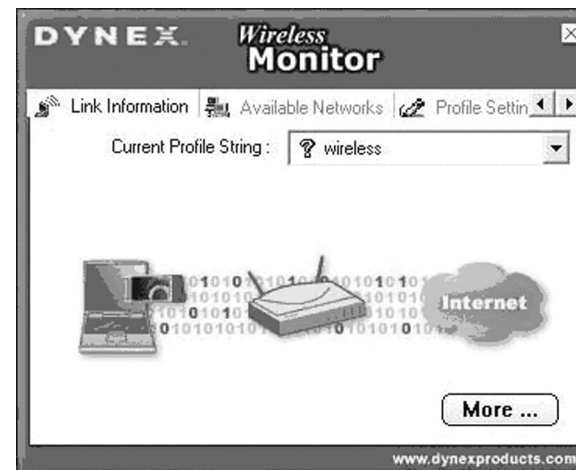 DYNEX Wireless
Monitor
Link Information Available Networks Profile Settin
Current Profile String : wireless
Internet
More ...
www.dynexproducts.com